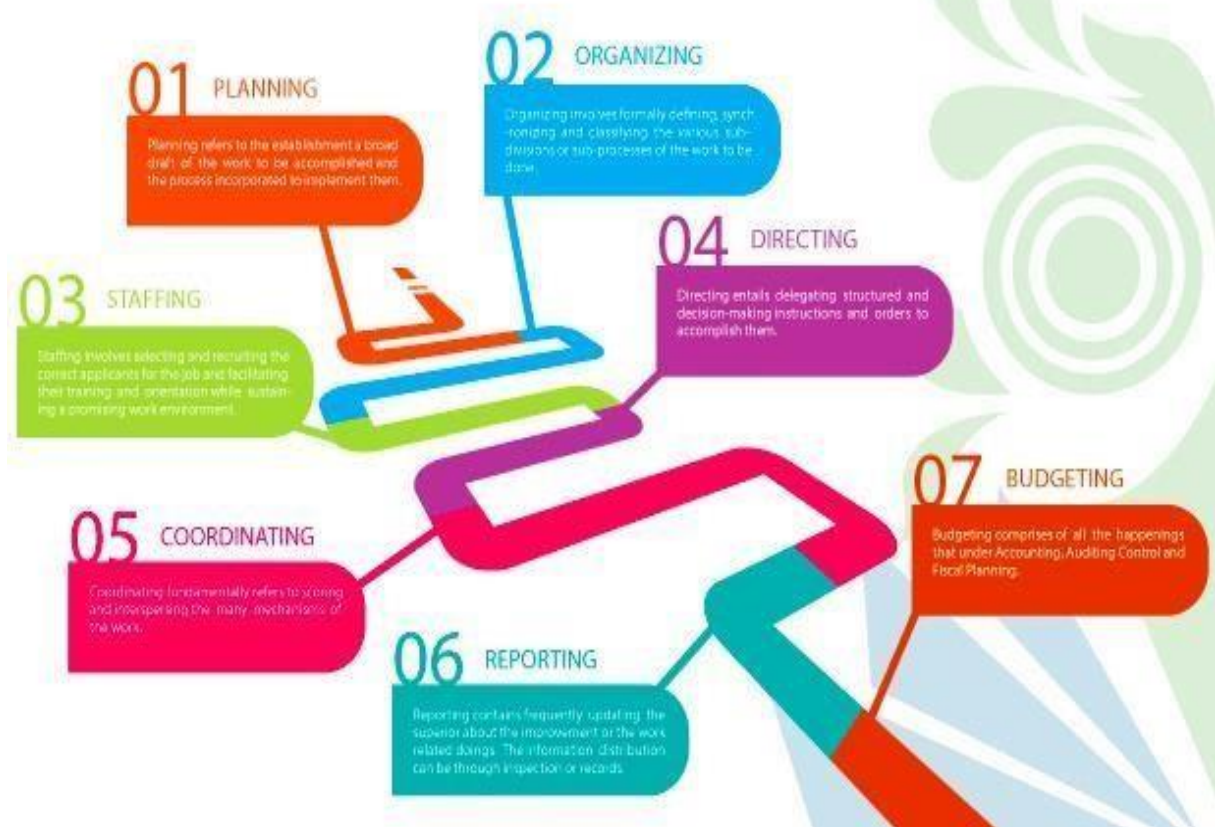 01 PLANNING
Planning refers to the establishment a broad
draft of the work to be accomplished and
the process incorporated to implement them.
02 ORGANIZING
Organizing involves formally defining, synch
-ronizing and classifying the various sub-
divisions or sub-processes of the work to be
done.
03 STAFFING
Staffing involves selecting and recruiting the
correct applicants for the job and facilitating
their training and orientation while sustain-
ing a promising work environment.
04 DIRECTING
Directing entails delegating structured and
decision-making instructions and orders to
accomplish them.
05 COORDINATING
Coordinating fundamentally refers to scoring
and interspersing the many mechanisms of
the work.
06 REPORTING
Reporting contains frequently updating the
superior about the improvement or the work
related doings. The information distribution
can be through inspection or records.
07 BUDGETING
Budgeting comprises of all the happenings
that under Accounting, Auditing Control and
Fiscal Planning.